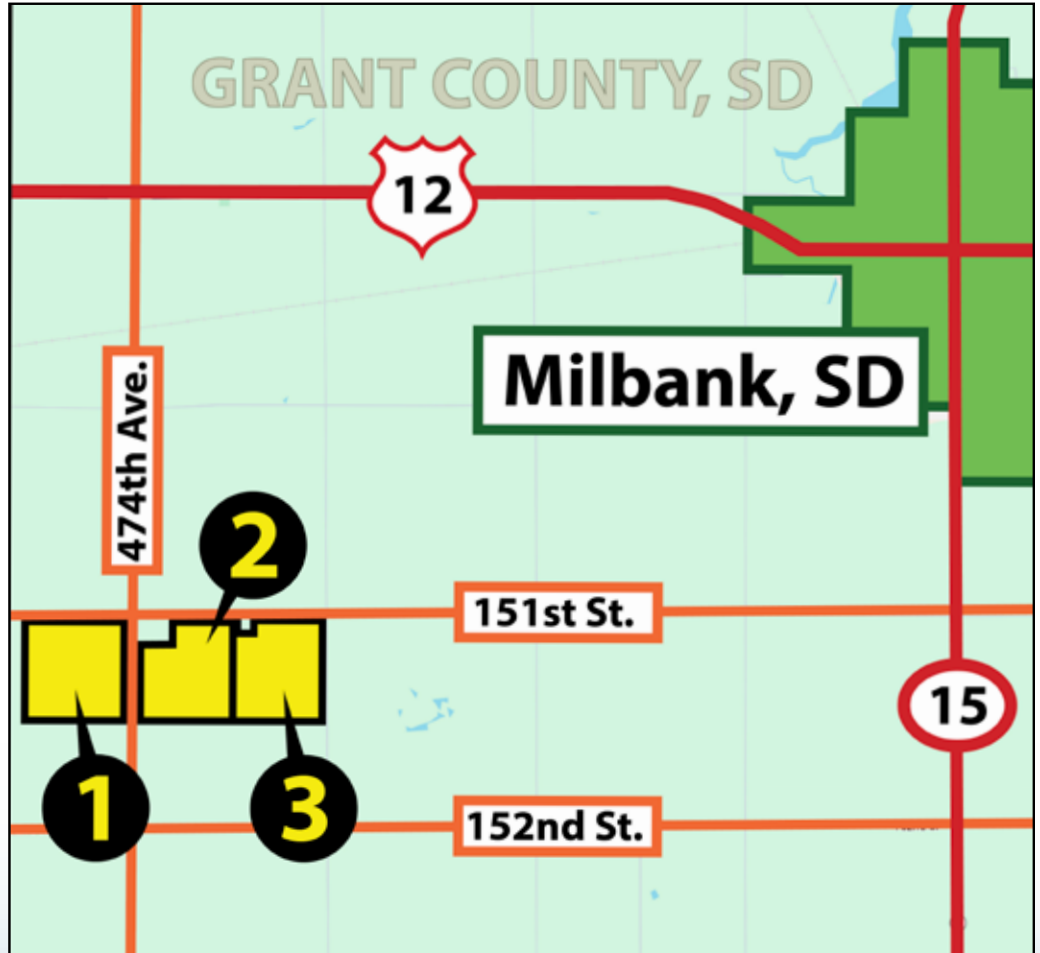 GRANT COUNTY, SD
12
Milbank, SD
474th Ave.
2
151st St.
15
1
3
152nd St.